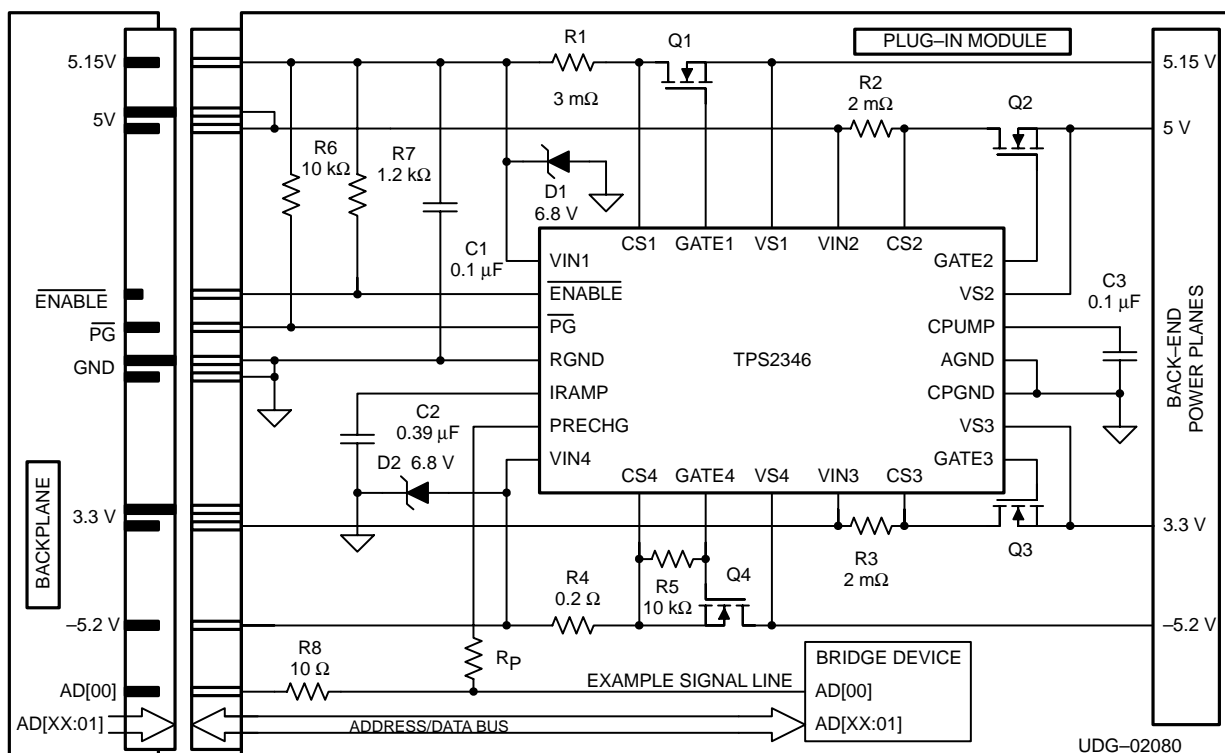 R1
Q1
PLUG–IN MODULE
5.15V
5.15 V
3 mΩ
R2
2 mΩ
Q2
5V
5 V
R6
10 kΩ
R7
1.2 kΩ
D1
6.8 V
C1
0.1 µF
CS1
GATE1
VS1
VIN2
CS2
VIN1
GATE2
ENABLE
ENABLE
VS2
C3
0.1 µF
PG
PG
CPUMP
GND
RGND
TPS2346
AGND
IRAMP
CPGND
C2
0.39 µF
PRECHG
VS3
D2 6.8 V
VIN4
GATE3
CS4
GATE4
VS4
VIN3
CS3
BACKPLANE
BACK–END
POWER PLANES
3.3 V
3.3 V
R3
2 mΩ
Q3
R4
0.2 Ω
R5
10 kΩ
Q4
–5.2 V
–5.2 V
R8
10 Ω
RP
BRIDGE DEVICE
EXAMPLE SIGNAL LINE
AD[00]
AD[00]
AD[XX:01]
ADDRESS/DATA BUS
AD[XX:01]
UDG–02080